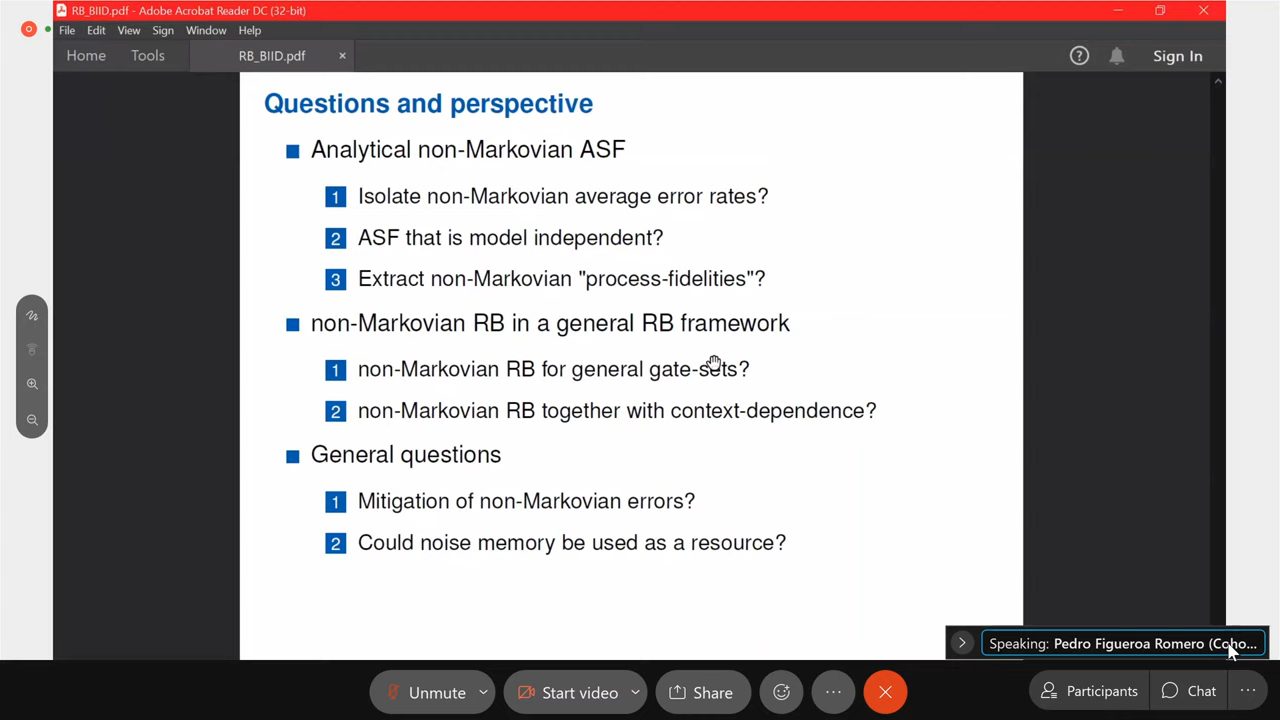 RB_BIID.pdf - Adobe Acrobat Reader DC (32-bit)
File Edit View Sign Window Help
Home Tools RB_BIID.pdf × ? Sign In
Questions and perspective
Analytical non-Markovian ASF
1 Isolate non-Markovian average error rates?
2 ASF that is model independent?
3 Extract non-Markovian "process-fidelities"?
non-Markovian RB in a general RB framework
1 non-Markovian RB for general gate-sets?
2 non-Markovian RB together with context-dependence?
General questions
1 Mitigation of non-Markovian errors?
2 Could noise memory be used as a resource?
Speaking: Pedro Figueroa Romero (Coho...
Unmute Start video Share Participants Chat